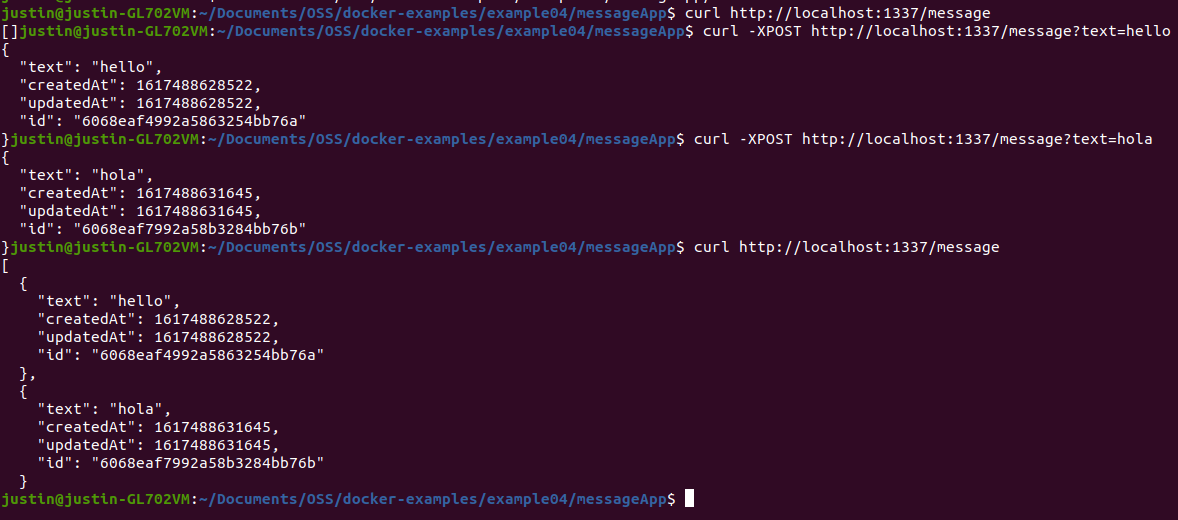 justin@justin-GL702VM:~/Documents/OSS/docker-examples/example04/messageApp$ curl http://localhost:1337/message
[]justin@justin-GL702VM:~/Documents/OSS/docker-examples/example04/messageApp$ curl -XPOST http://localhost:1337/message?text=hello
{
  "text": "hello",
  "createdAt": 1617488628522,
  "updatedAt": 1617488628522,
  "id": "6068eaf4992a5863254bb76a"
}justin@justin-GL702VM:~/Documents/OSS/docker-examples/example04/messageApp$ curl -XPOST http://localhost:1337/message?text=hola
{
  "text": "hola",
  "createdAt": 1617488631645,
  "updatedAt": 1617488631645,
  "id": "6068eaf7992a58b3284bb76b"
}justin@justin-GL702VM:~/Documents/OSS/docker-examples/example04/messageApp$ curl http://localhost:1337/message
[
  {
    "text": "hello",
    "createdAt": 1617488628522,
    "updatedAt": 1617488628522,
    "id": "6068eaf4992a5863254bb76a"
  },
  {
    "text": "hola",
    "createdAt": 1617488631645,
    "updatedAt": 1617488631645,
    "id": "6068eaf7992a58b3284bb76b"
  }
justin@justin-GL702VM:~/Documents/OSS/docker-examples/example04/messageApp$